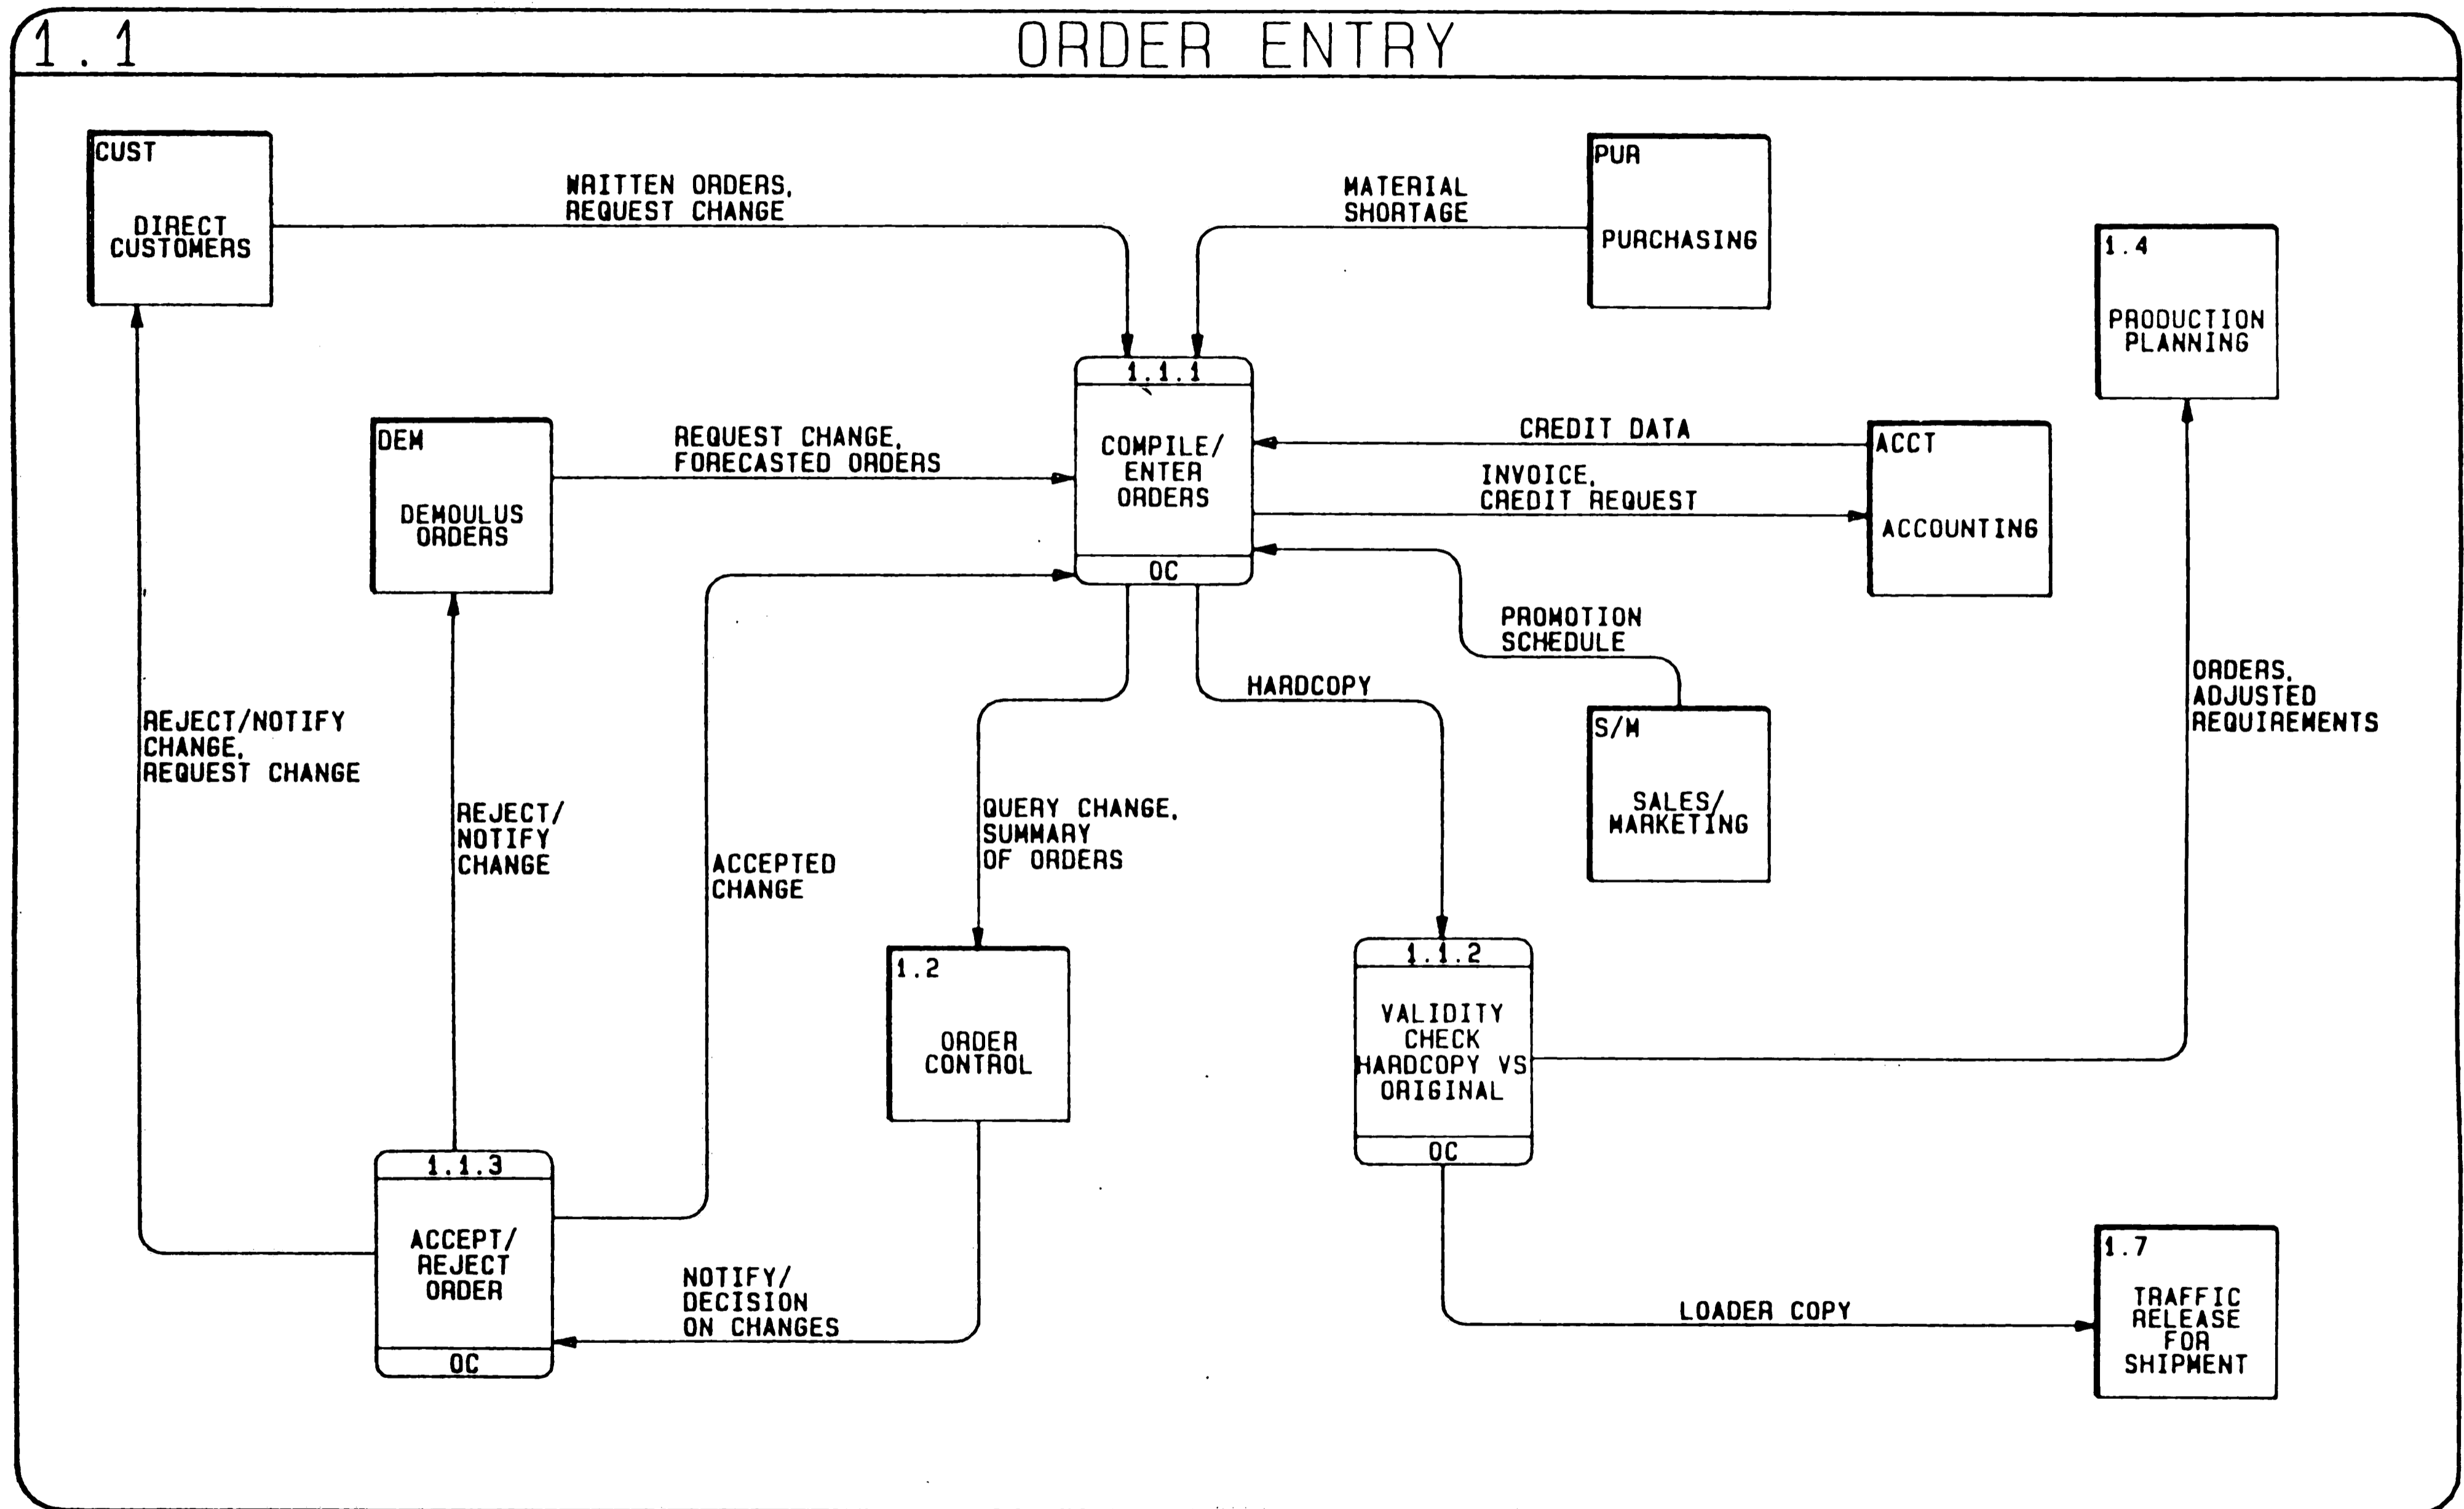 1.1
ORDER ENTRY
CUST
DIRECT
CUSTOMERS
WRITTEN ORDERS,
REQUEST CHANGE
MATERIAL
SHORTAGE
PUR
PURCHASING
1.4
PRODUCTION
PLANNING
1.1.1
COMPILE/
ENTER
ORDERS
OC
DEM
DEMOULUS
ORDERS
REQUEST CHANGE,
FORECASTED ORDERS
CREDIT DATA
INVOICE,
CREDIT REQUEST
ACCT
ACCOUNTING
PROMOTION
SCHEDULE
HARDCOPY
S/M
SALES/
MARKETING
ORDERS,
ADJUSTED
REQUIREMENTS
REJECT/NOTIFY
CHANGE,
REQUEST CHANGE
REJECT/
NOTIFY
CHANGE
ACCEPTED
CHANGE
QUERY CHANGE,
SUMMARY
OF ORDERS
1.2
ORDER
CONTROL
1.1.2
VALIDITY
CHECK
HARDCOPY VS
ORIGINAL
OC
1.1.3
ACCEPT/
REJECT
ORDER
OC
NOTIFY/
DECISION
ON CHANGES
LOADER COPY
1.7
TRAFFIC
RELEASE
FOR
SHIPMENT